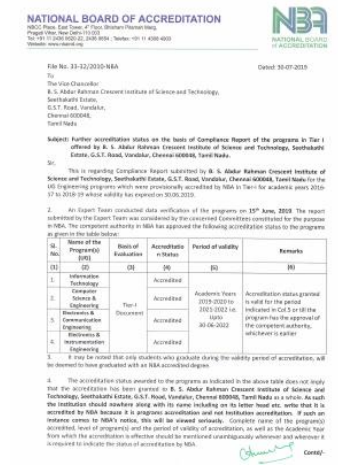 NATIONAL BOARD OF ACCREDITATION
NBCC Place, East Tower, 4th Floor, Bhisham Pitamah Marg,
Pragati Vihar, New Delhi 110 003
Website: www.nbaind.org
NBA
NATIONAL BOARD
of ACCREDITATION
File No. 33-32/2010-NBA
Dated: 30-07-2019
To
The Vice-Chancellor
B. S. Abdur Rahman Crescent Institute of Science and Technology,
Seethakathi Estate,
G.S.T. Road, Vandalur,
Chennai 600048,
Tamil Nadu
Subject: Further accreditation status on the basis of Compliance Report of the programs in Tier I
offered by B. S. Abdur Rahman Crescent Institute of Science and Technology, Seethakathi
Estate, G.S.T. Road, Vandalur, Chennai 600048, Tamil Nadu.
Sir,
This is regarding Compliance Report submitted by B. S. Abdur Rahman Crescent Institute of
Science and Technology, Seethakathi Estate, G.S.T. Road, Vandalur, Chennai 600048, Tamil Nadu for the
UG Engineering programs which were provisionally accredited by NBA in Tier-I for academic years 2016-
17 to 2018-19 whose validity has expired on 30.06.2019.
2. An Expert Team conducted data verification of the programs on 15th June, 2019. The report
submitted by the Expert Team was considered by the concerned Committees constituted for the purpose
in NBA. The competent authority in NBA has approved the following accreditation status to the programs
as given in the table below:
Sl. No.
Name of the Program(s) (UG)
Basis of Evaluation
Accreditation Status
Period of validity
Remarks
(1) (2) (3) (4) (5) (6)
1. Information Technology
Accredited
2. Computer Science & Engineering
Accredited
3. Electronics & Communication Engineering
Accredited
4. Electronics & Instrumentation Engineering
Accredited
Tier-I Document
Academic Years
2019-2020 to
2021-2022 i.e.
Upto
30-06-2022
Accreditation status granted
is valid for the period
indicated in Col.5 or till the
program has the approval of
the competent authority,
whichever is earlier
3. It may be noted that only students who graduate during the validity period of accreditation, will
be deemed to have graduated with an NBA accredited degree.
4. The accreditation status awarded to the programs as indicated in the above table does not imply
that the accreditation has been granted to B. S. Abdur Rahman Crescent Institute of Science and
Technology, Seethakathi Estate, G.S.T. Road, Vandalur, Chennai 600048, Tamil Nadu as a whole. As such
the Institution should nowhere along with its name including on its letter head etc. write that it is
accredited by NBA because it is programs accreditation and not Institution accreditation. If such an
instance comes to NBA's notice, this will be viewed seriously. Complete name of the program(s)
accredited, level of program(s) and the period of validity of accreditation, as well as the Academic Year
from which the accreditation is effective should be mentioned unambiguously whenever and wherever it
is required to indicate the status of accreditation by NBA.
Contd/-